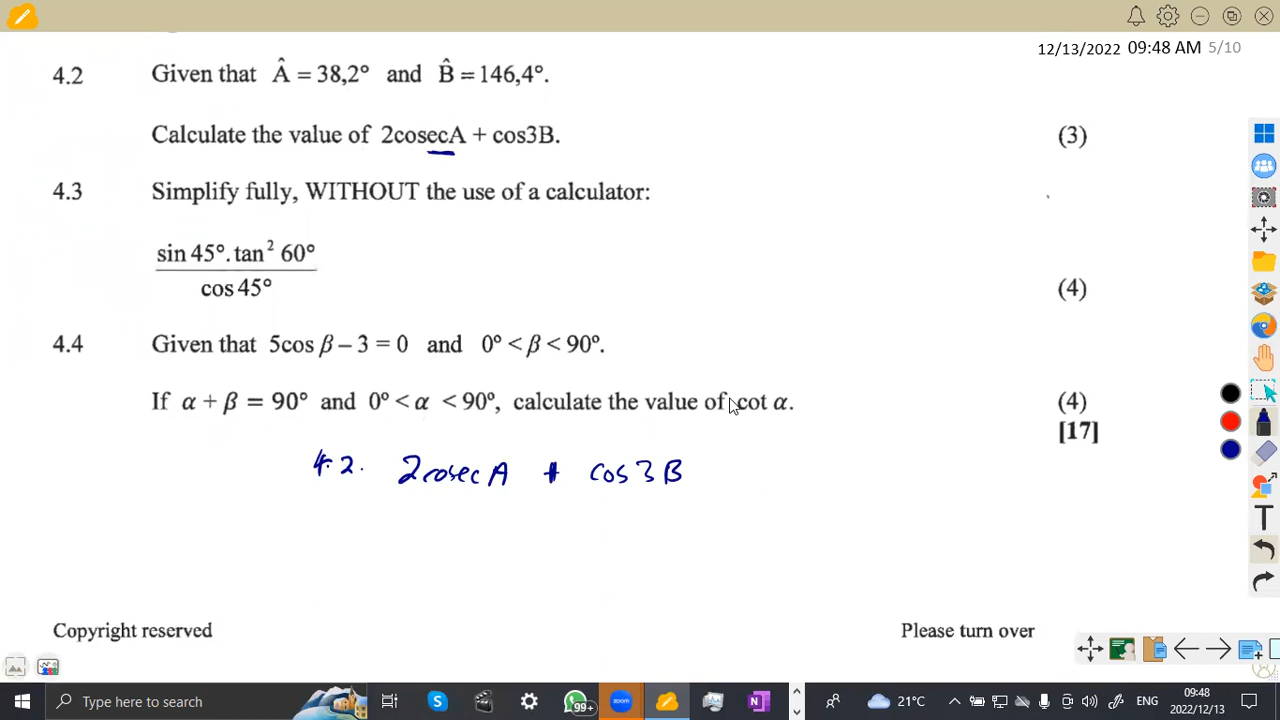 12/13/2022 09:48 AM 5/10
4.2 Given that Â = 38,2° and B̂ = 146,4°.
Calculate the value of 2cosecA + cos3B. (3)
4.3 Simplify fully, WITHOUT the use of a calculator:
sin 45°.tan² 60°
cos 45° (4)
4.4 Given that 5cos β – 3 = 0 and 0° < β < 90°.
If α + β = 90° and 0° < α < 90°, calculate the value of cot α. (4)
[17]
4.2. 2cosecA + cos3B
Copyright reserved Please turn over
Type here to search
99+
zoom
21°C
ENG
09:48
2022/12/13